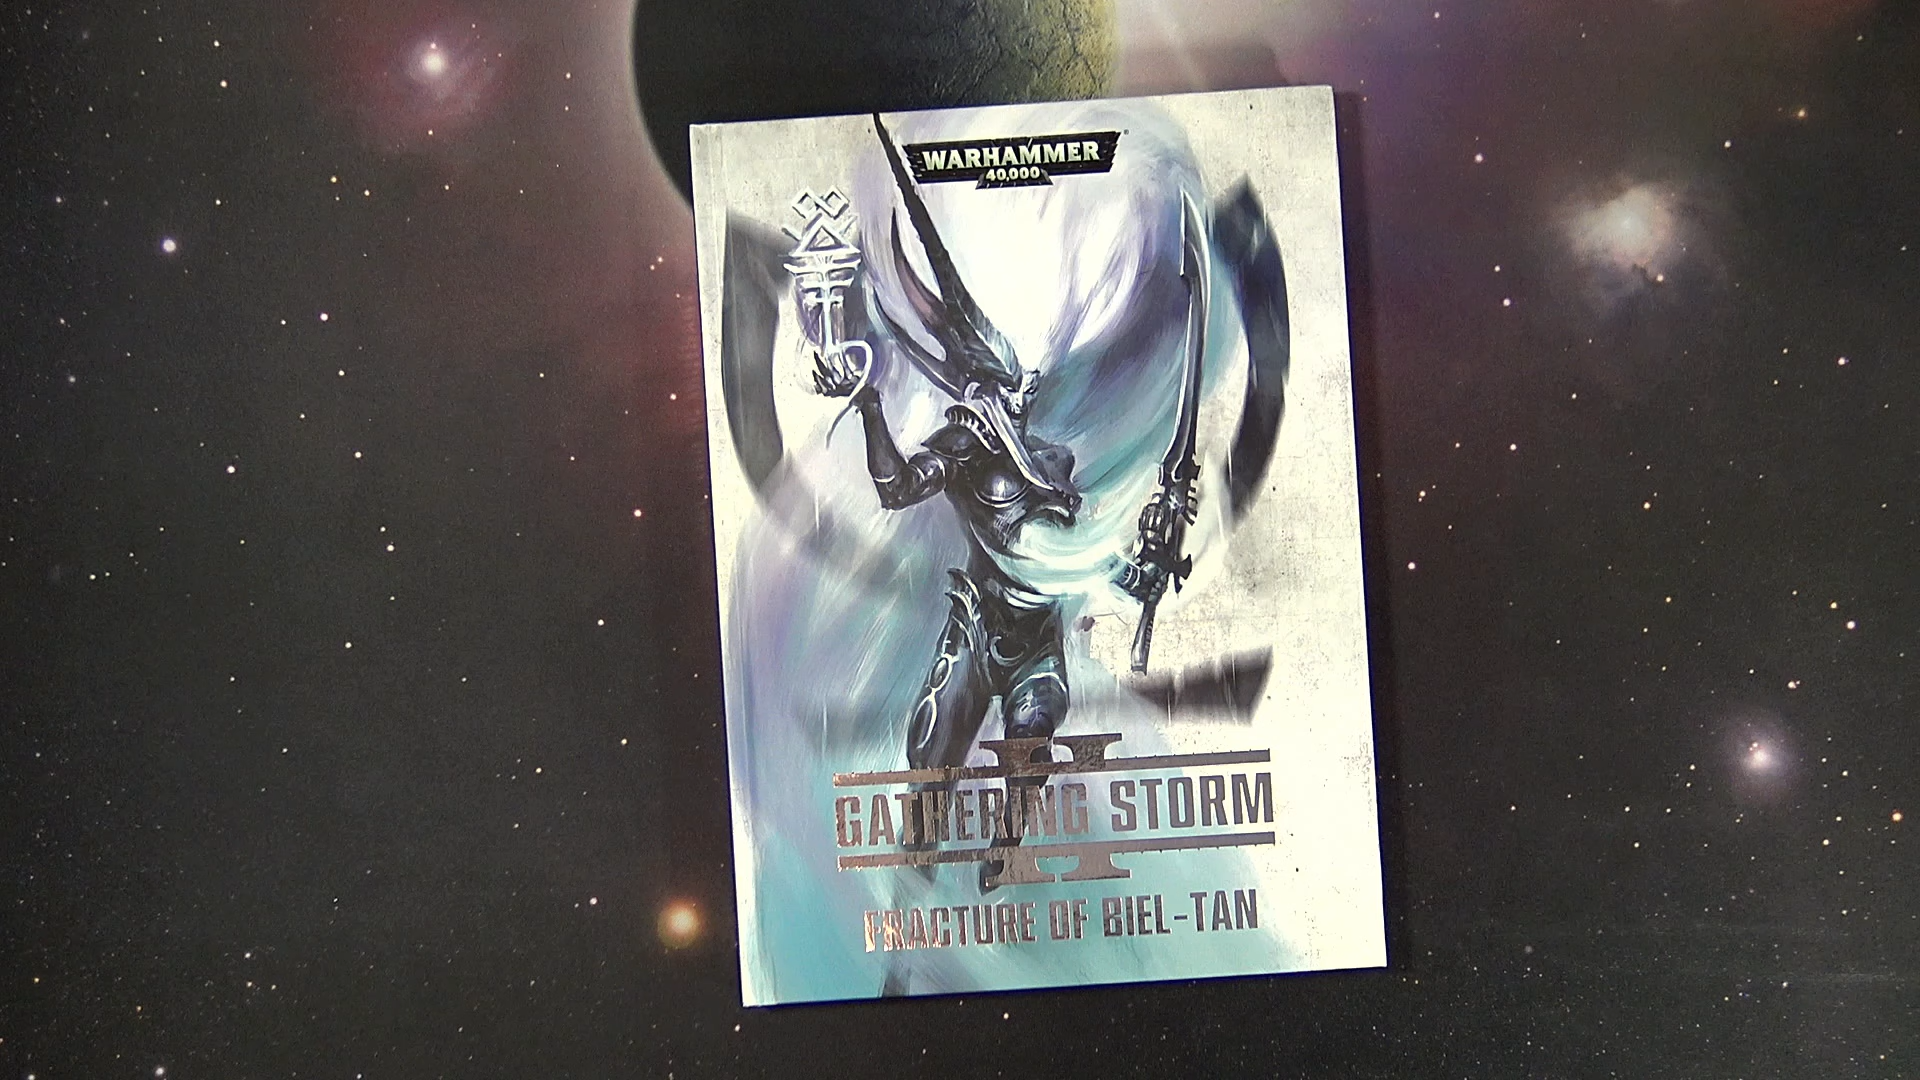 WARHAMMER®
40,000
II
GATHERING STORM
FRACTURE OF BIEL-TAN